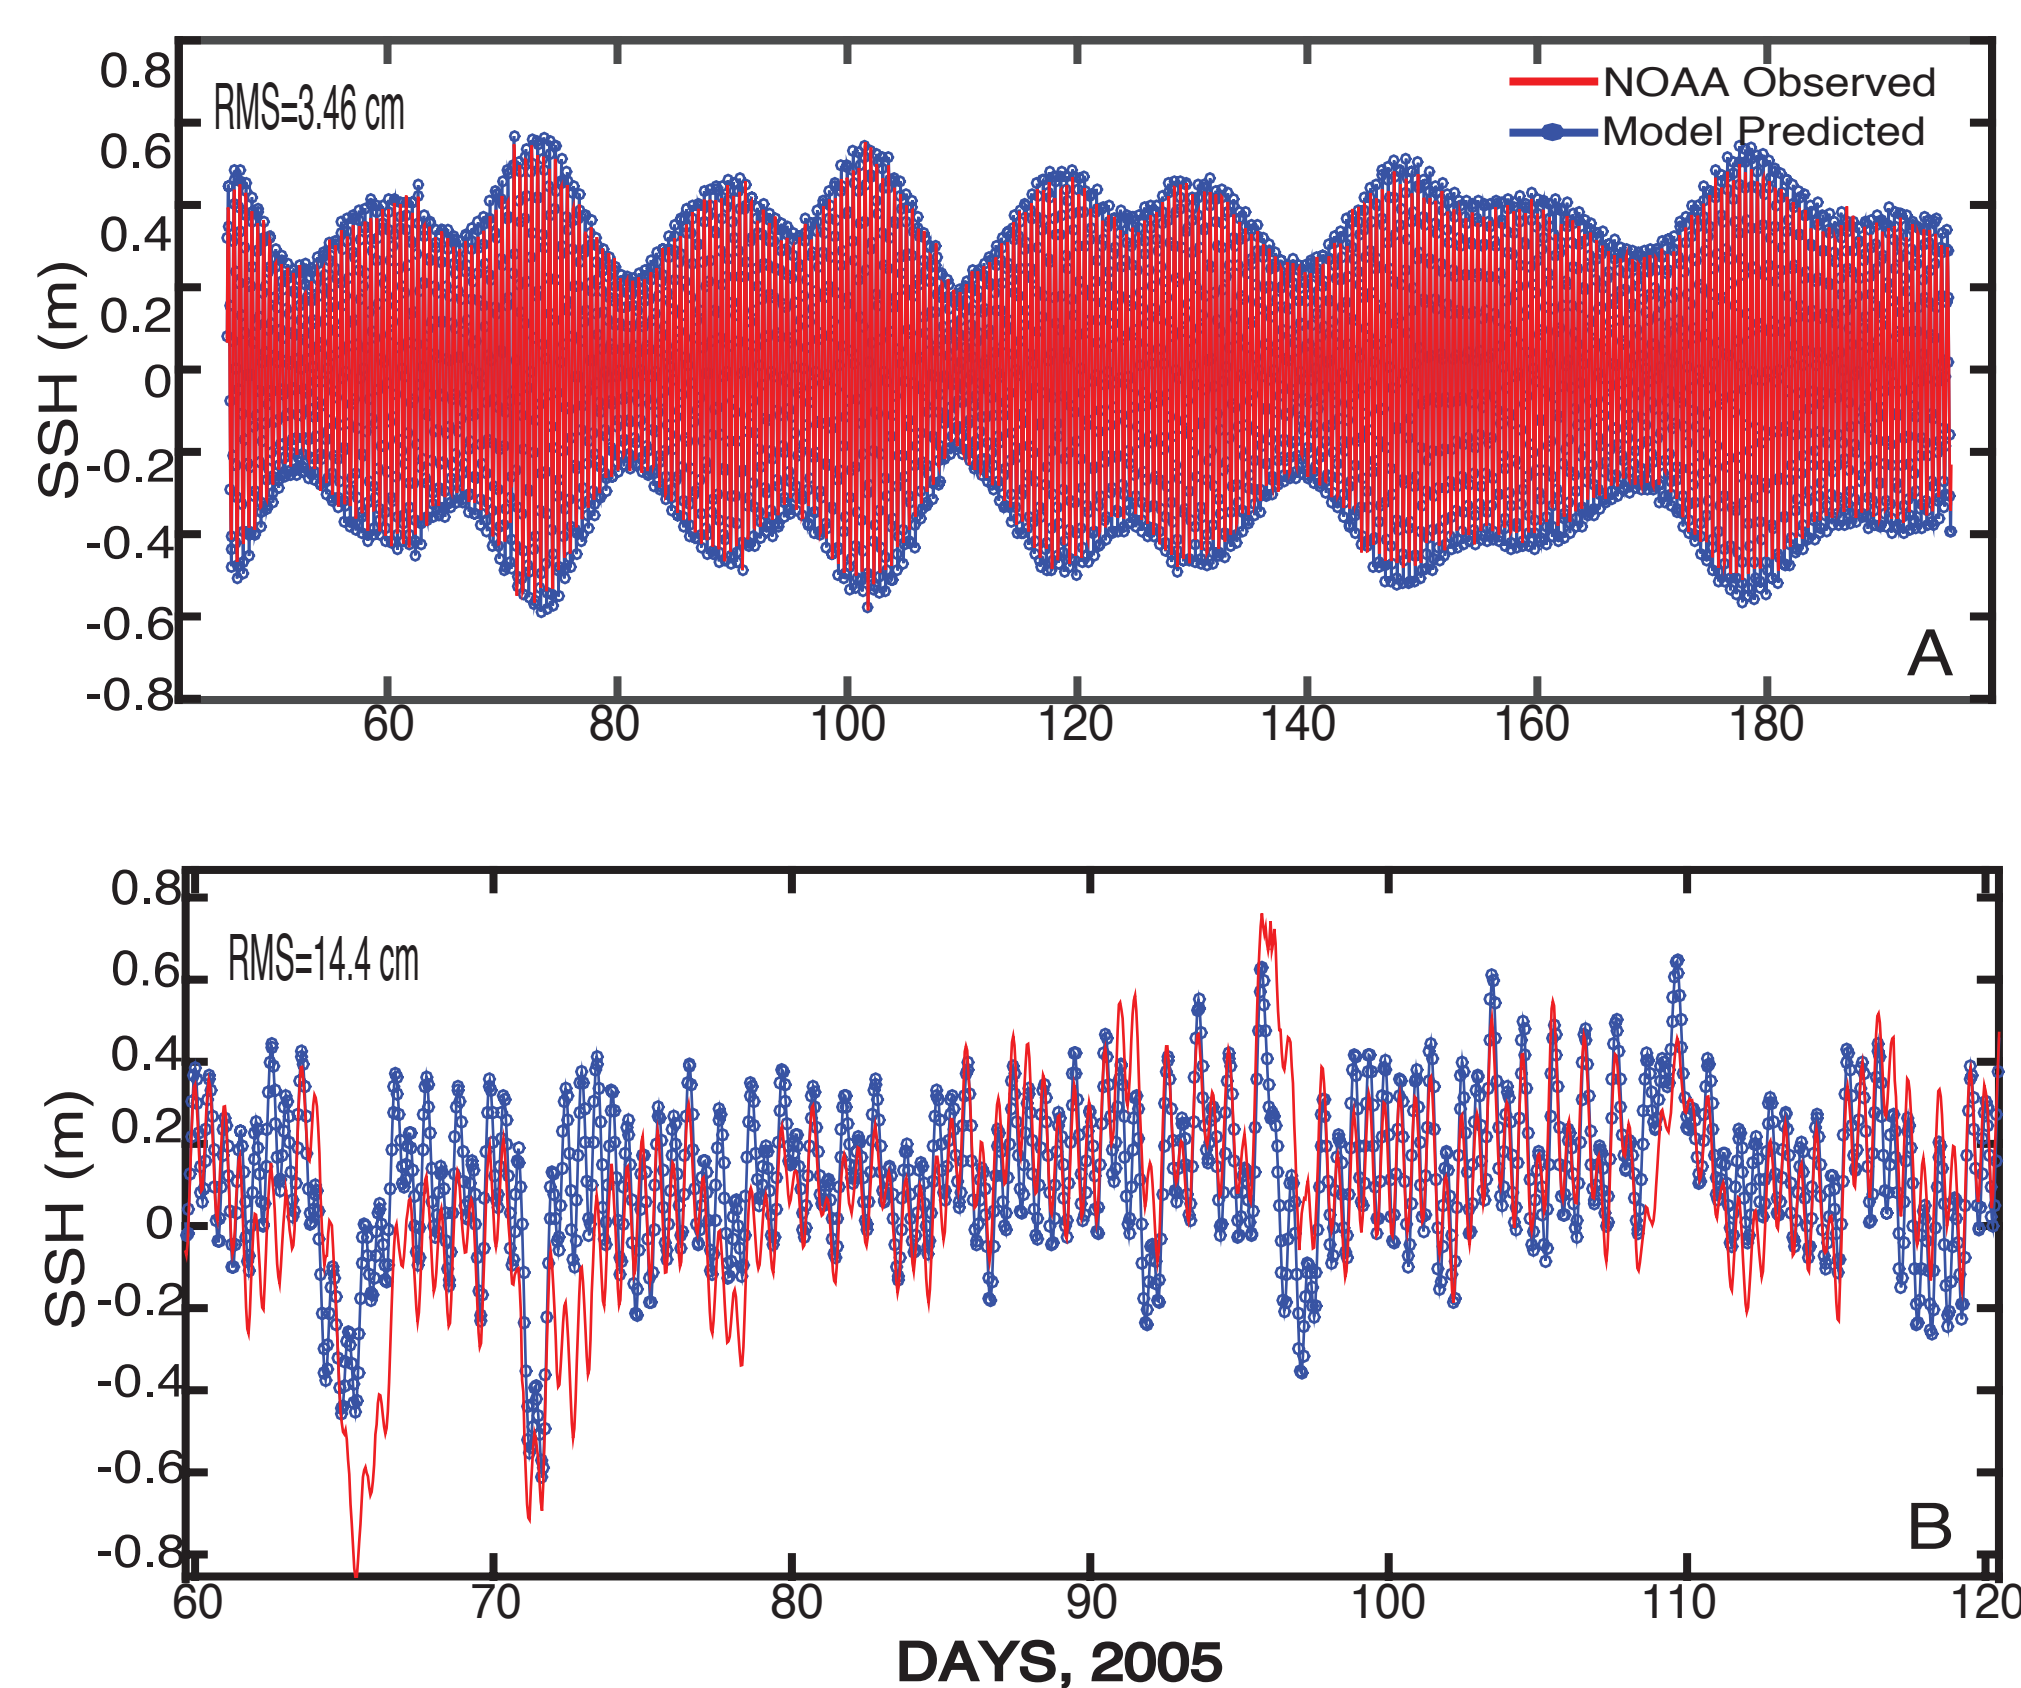 0.8
0.6
0.4
0.2
0
-0.2
-0.4
-0.6
-0.8
SSH (m)
RMS=3.46 cm
NOAA Observed
Model Predicted
A
60 80 100 120 140 160 180
0.8
0.6
0.4
0.2
0
-0.2
-0.4
-0.6
-0.8
SSH (m)
RMS=14.4 cm
B
60 70 80 90 100 110 120
DAYS, 2005